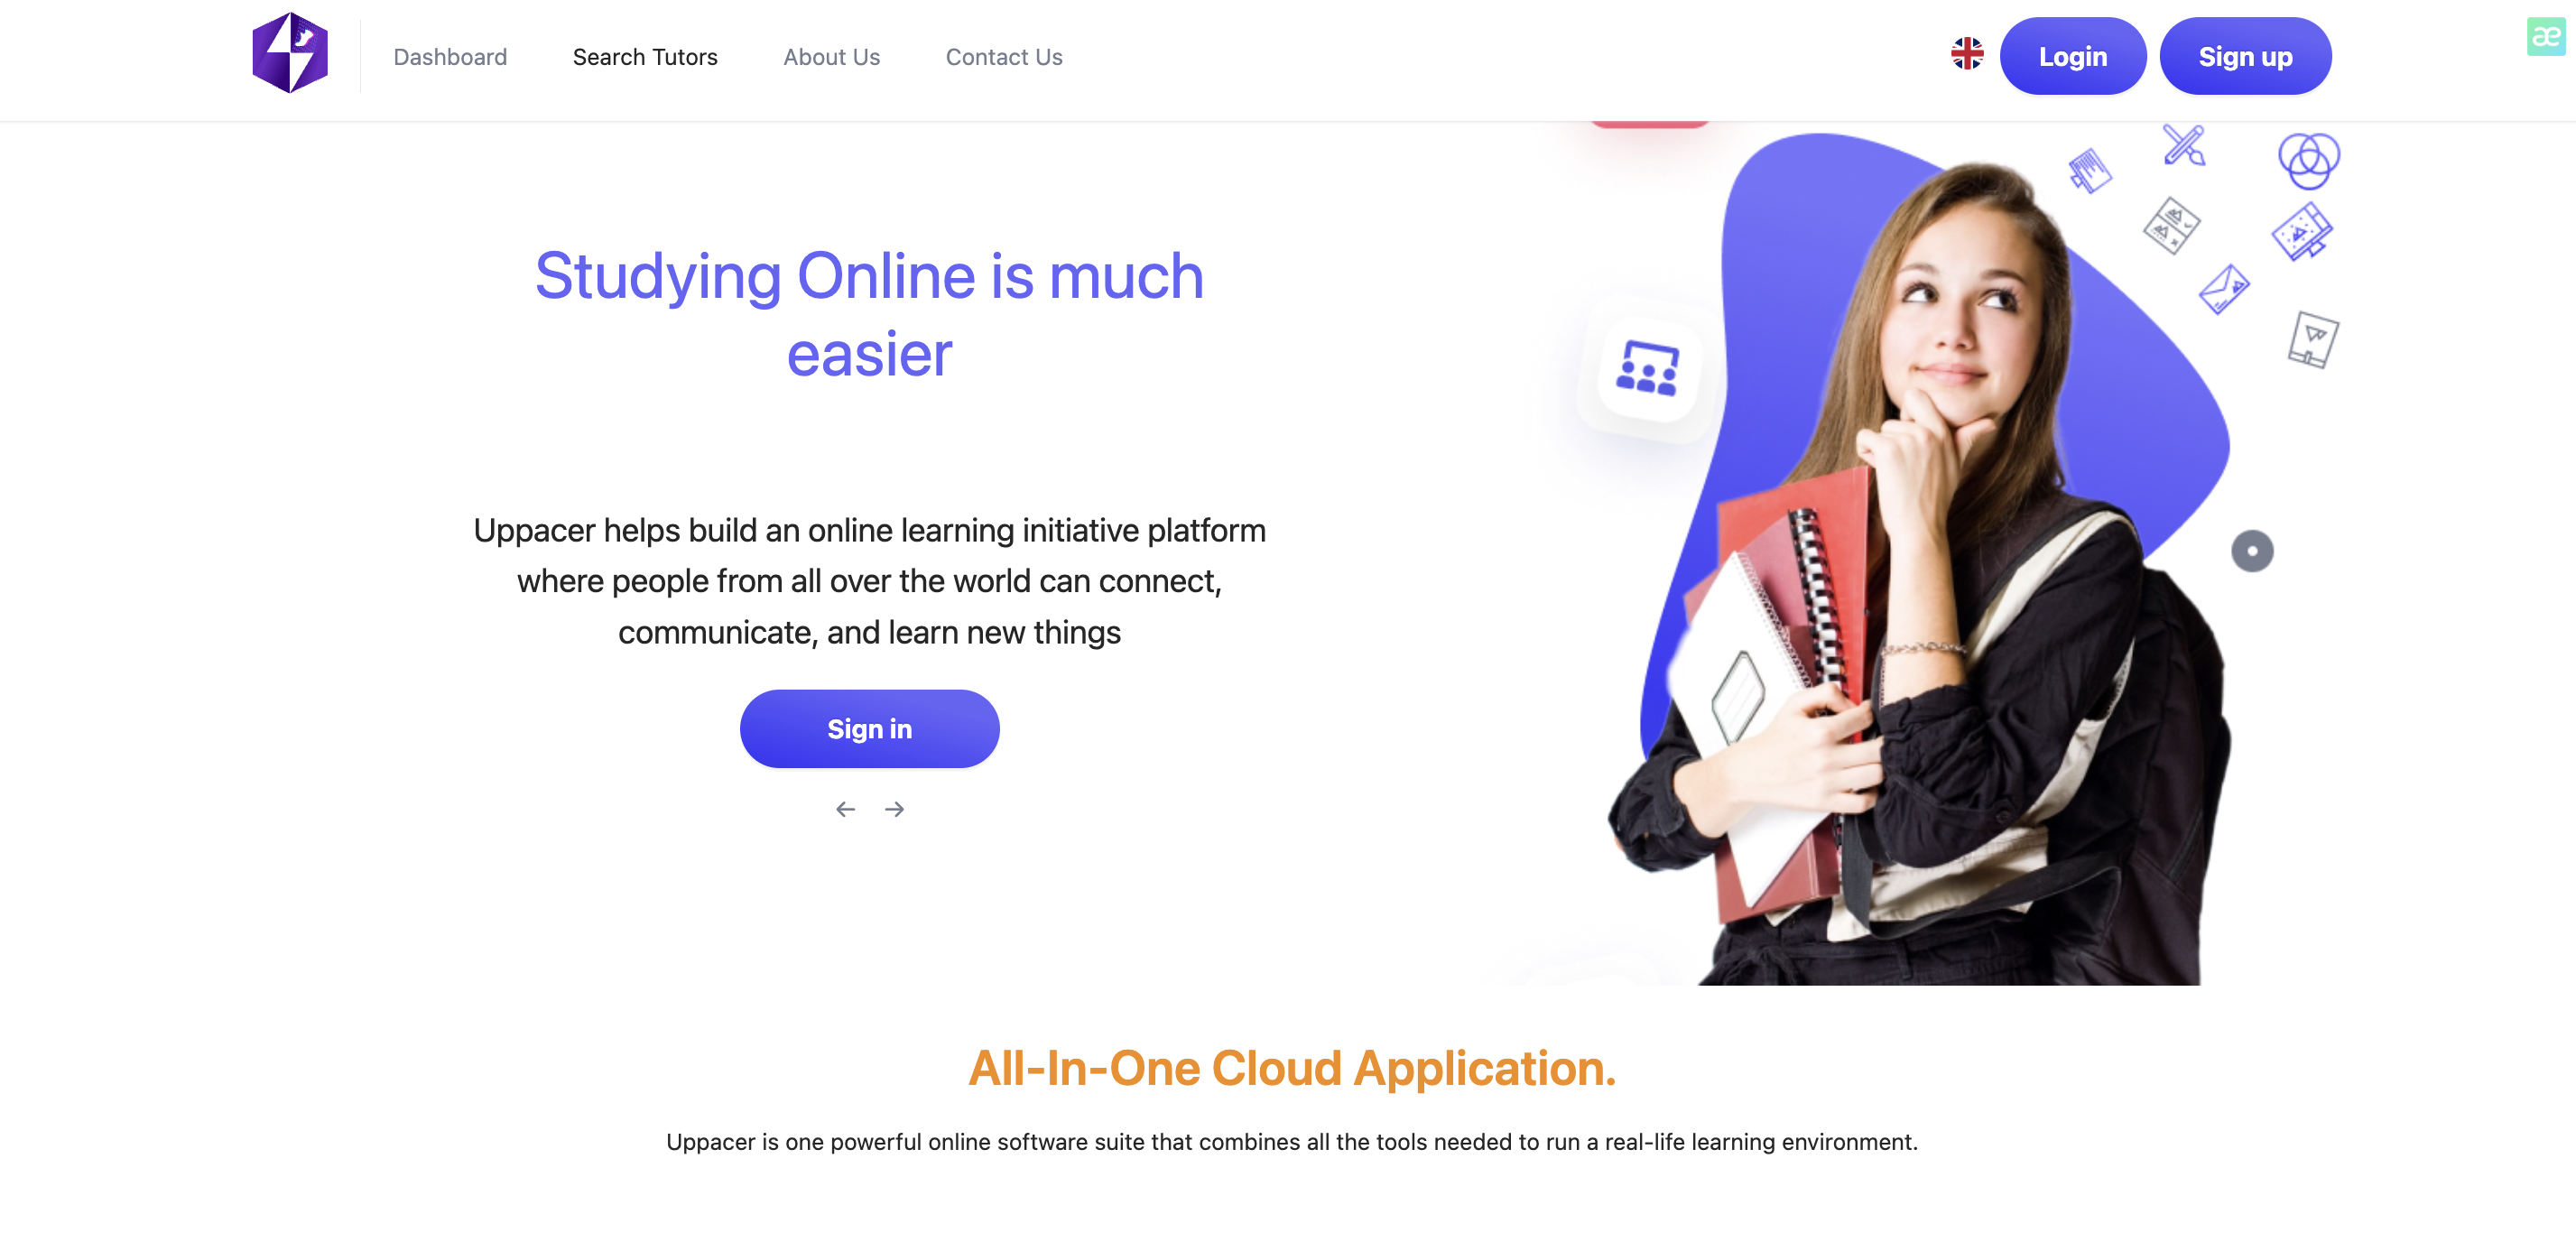 Dashboard
Search Tutors
About Us
Contact Us
Login
Sign up
æ
Studying Online is much
easier
Uppacer helps build an online learning initiative platform
where people from all over the world can connect,
communicate, and learn new things
Sign in
All-In-One Cloud Application.
Uppacer is one powerful online software suite that combines all the tools needed to run a real-life learning environment.